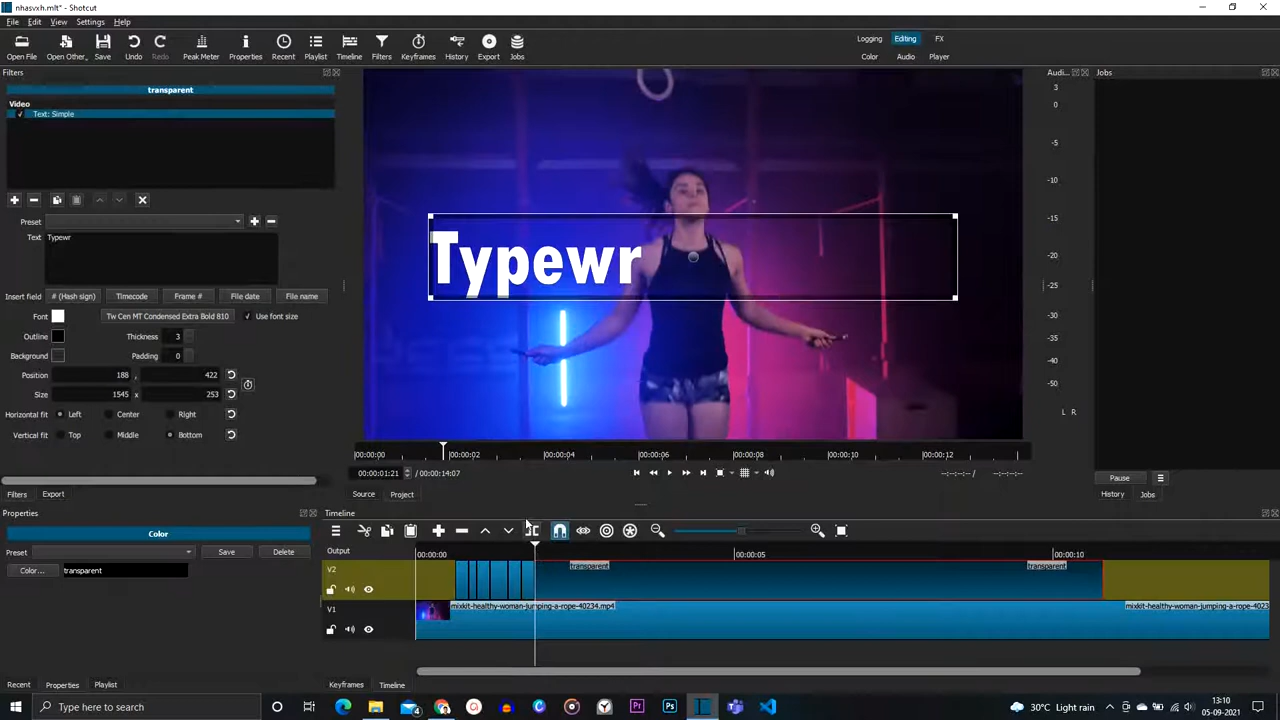 nhasvxh.mlt* - Shotcut
File Edit View Settings Help
Open File Open Other.. Save Undo Redo Peak Meter Properties Recent Playlist Timeline Filters Keyframes History Export Jobs
Logging Editing FX
Color Audio Player
Filters
Audi...
Jobs
transparent
Video
Text: Simple
Preset
Text
Typewr
Insert field # (Hash sign) Timecode Frame # File date File name
Font Tw Cen MT Condensed Extra Bold 810 Use font size
Outline Thickness 3
Background Padding 0
Position 188 , 422
Size 1545 x 253
Horizontal fit Left Center Right
Vertical fit Top Middle Bottom
Filters Export
Typewr
3
0
-5
-10
-15
-20
-25
-30
-35
-40
-50
L R
00:00:00 00:00:02 00:00:04 00:00:06 00:00:08 00:00:10 00:00:12
00:00:01:21 / 00:00:14:07 --:--:--:-- / --:--:--:--
Source Project
Pause
History Jobs
Properties
Color
Preset Save Delete
Color... transparent
Recent Properties Playlist
Timeline
Output 00:00:00 00:00:05 00:00:10
V2 transparent transparent
V1 mixkit-healthy-woman-jumping-a-rope-40234.mp4 mixkit-healthy-woman-jumping-a-rope-4023
Keyframes Timeline
Type here to search
4
30°C Light rain
13:10
05-09-2021